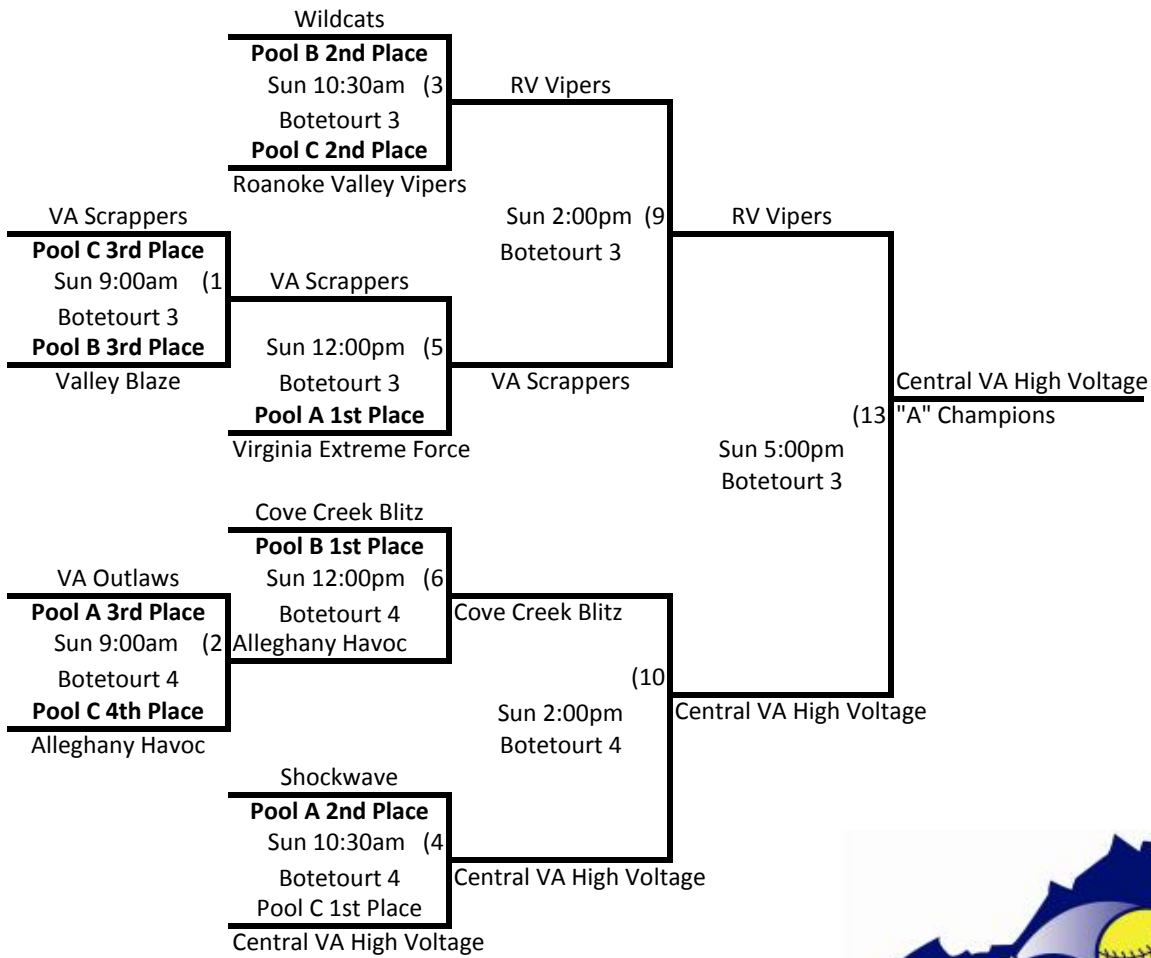 Wildcats
Pool B 2nd Place
Sun 10:30am (3
RV Vipers
Botetourt 3
Pool C 2nd Place
Roanoke Valley Vipers
VA Scrappers
Sun 2:00pm (9
RV Vipers
Pool C 3rd Place
Botetourt 3
Sun 9:00am (1
VA Scrappers
Botetourt 3
Pool B 3rd Place
Sun 12:00pm (5
Valley Blaze
Botetourt 3
VA Scrappers
Central VA High Voltage
Pool A 1st Place
(13 "A" Champions
Virginia Extreme Force
Sun 5:00pm
Botetourt 3
Cove Creek Blitz
Pool B 1st Place
VA Outlaws
Sun 12:00pm (6
Pool A 3rd Place
Botetourt 4
Cove Creek Blitz
Sun 9:00am (2
Alleghany Havoc
Botetourt 4
(10
Pool C 4th Place
Sun 2:00pm
Central VA High Voltage
Alleghany Havoc
Botetourt 4
Shockwave
Pool A 2nd Place
Sun 10:30am (4
Botetourt 4
Central VA High Voltage
Pool C 1st Place
Central VA High Voltage